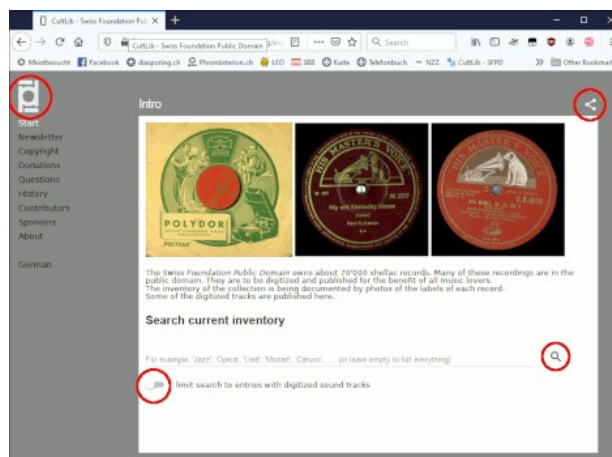 CultLib - Swiss Foundation Pub
CultLib - Swiss Foundation Public Domain
Search
Meistbesucht
Facebook
diasporing.ch
Phrontisterion.ch
LEO
SBB
Karte
Telefonbuch
NZZ
CultLib - SFPD
Other Bookmarks
Start
Newsletter
Copyright
Donations
Questions
History
Contributors
Sponsors
About
German
Intro
POLYDOR
HIS MASTER'S VOICE
My old Kentucky Home
HIS MASTER'S VOICE
The Swiss Foundation Public Domain owns about 70'000 shellac records. Many of these recordings are in the
public domain. They are to be digitized and published for the benefit of all music lovers.
The inventory of the collection is being documented by photos of the labels of each record.
Some of the digitized tracks are published here.
Search current inventory
For example: 'Jazz', 'Opera', 'Lied', 'Mozart', 'Caruso', ... (or leave empty to list everything)
limit search to entries with digitized sound tracks